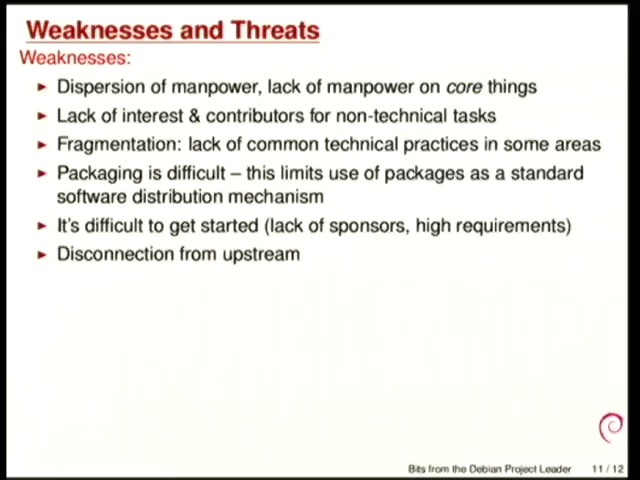 Weaknesses and Threats
Weaknesses:
Dispersion of manpower, lack of manpower on core things
Lack of interest & contributors for non-technical tasks
Fragmentation: lack of common technical practices in some areas
Packaging is difficult – this limits use of packages as a standard
software distribution mechanism
It's difficult to get started (lack of sponsors, high requirements)
Disconnection from upstream
Bits from the Debian Project Leader 11 / 12